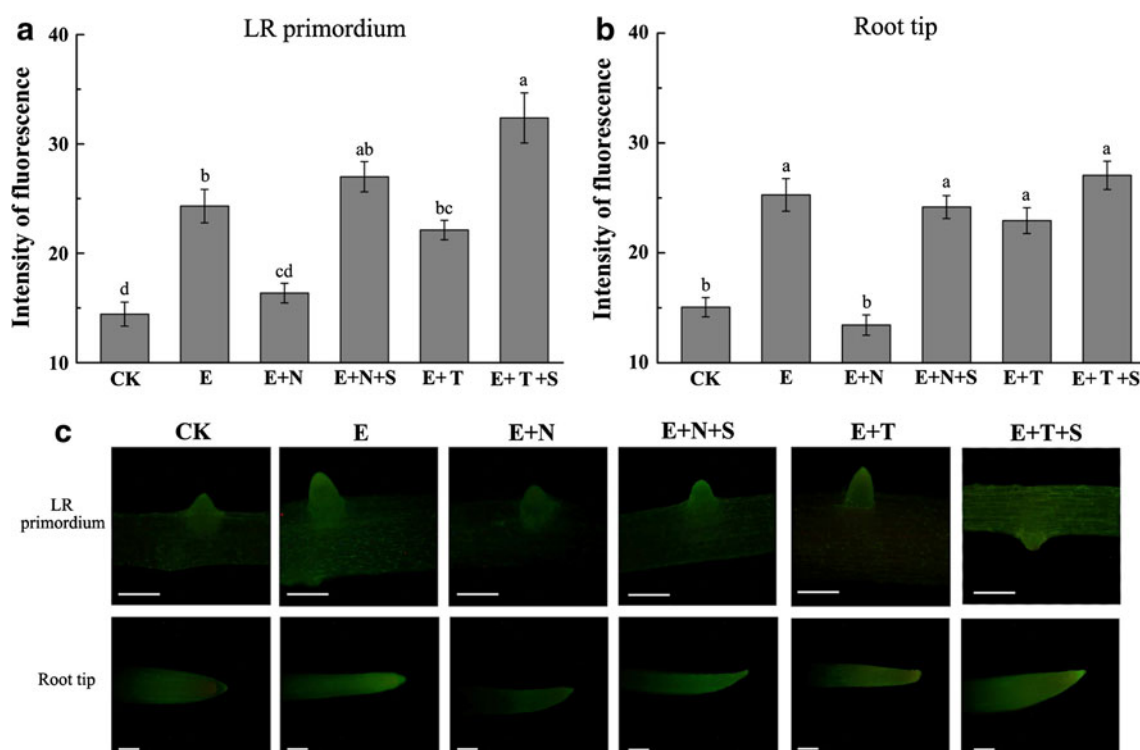 a LR primordium
Intensity of fluorescence
40
30
20
10
d
b
cd
ab
bc
a
CK E E+N E+N+S E+T E+T+S
b Root tip
Intensity of fluorescence
40
30
20
10
b
a
b
a
a
a
CK E E+N E+N+S E+T E+T+S
c CK E E+N E+N+S E+T E+T+S
LR
primordium
Root tip